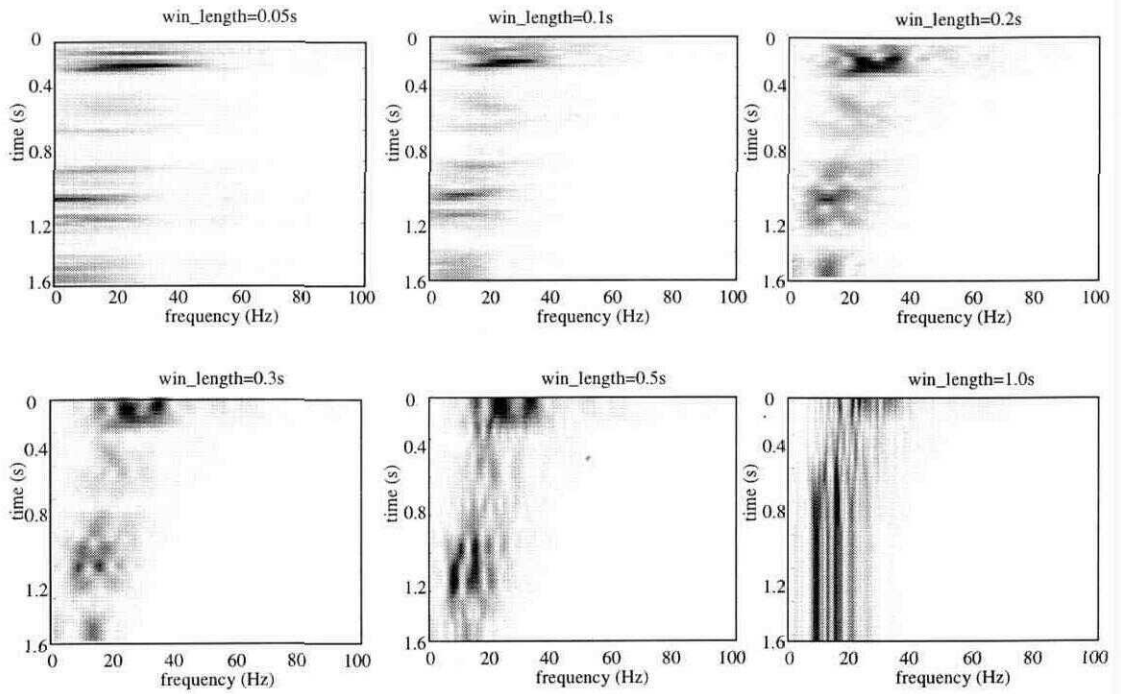 win_length=0.05s
0
0.4
0.8
1.2
1.6
time (s)
0 20 40 60 80 100
frequency (Hz)
win_length=0.1s
0
0.4
0.8
1.2
1.6
time (s)
0 20 40 60 80 100
frequency (Hz)
win_length=0.2s
0
0.4
0.8
1.2
1.6
time (s)
0 20 40 60 80 100
frequency (Hz)
win_length=0.3s
0
0.4
0.8
1.2
1.6
time (s)
0 20 40 60 80 100
frequency (Hz)
win_length=0.5s
0
0.4
0.8
1.2
1.6
time (s)
0 20 40 60 80 100
frequency (Hz)
win_length=1.0s
0
0.4
0.8
1.2
1.6
time (s)
0 20 40 60 80 100
frequency (Hz)